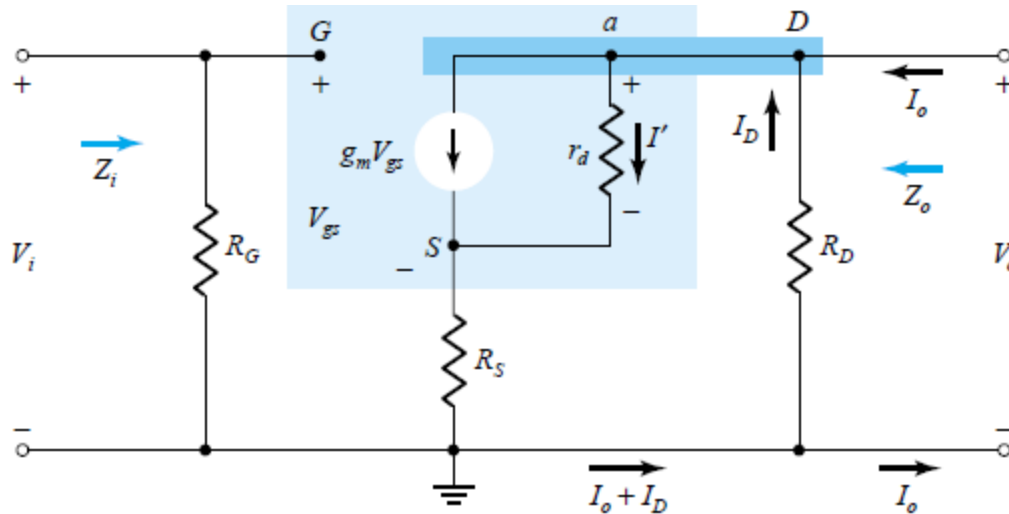 G
a
D
+
+
+
+
I_o
Z_i
g_m V_gs
r_d
I′
I_D
Z_o
V_i
R_G
V_gs
−
S
−
R_D
R_S
−
−
I_o + I_D
I_o